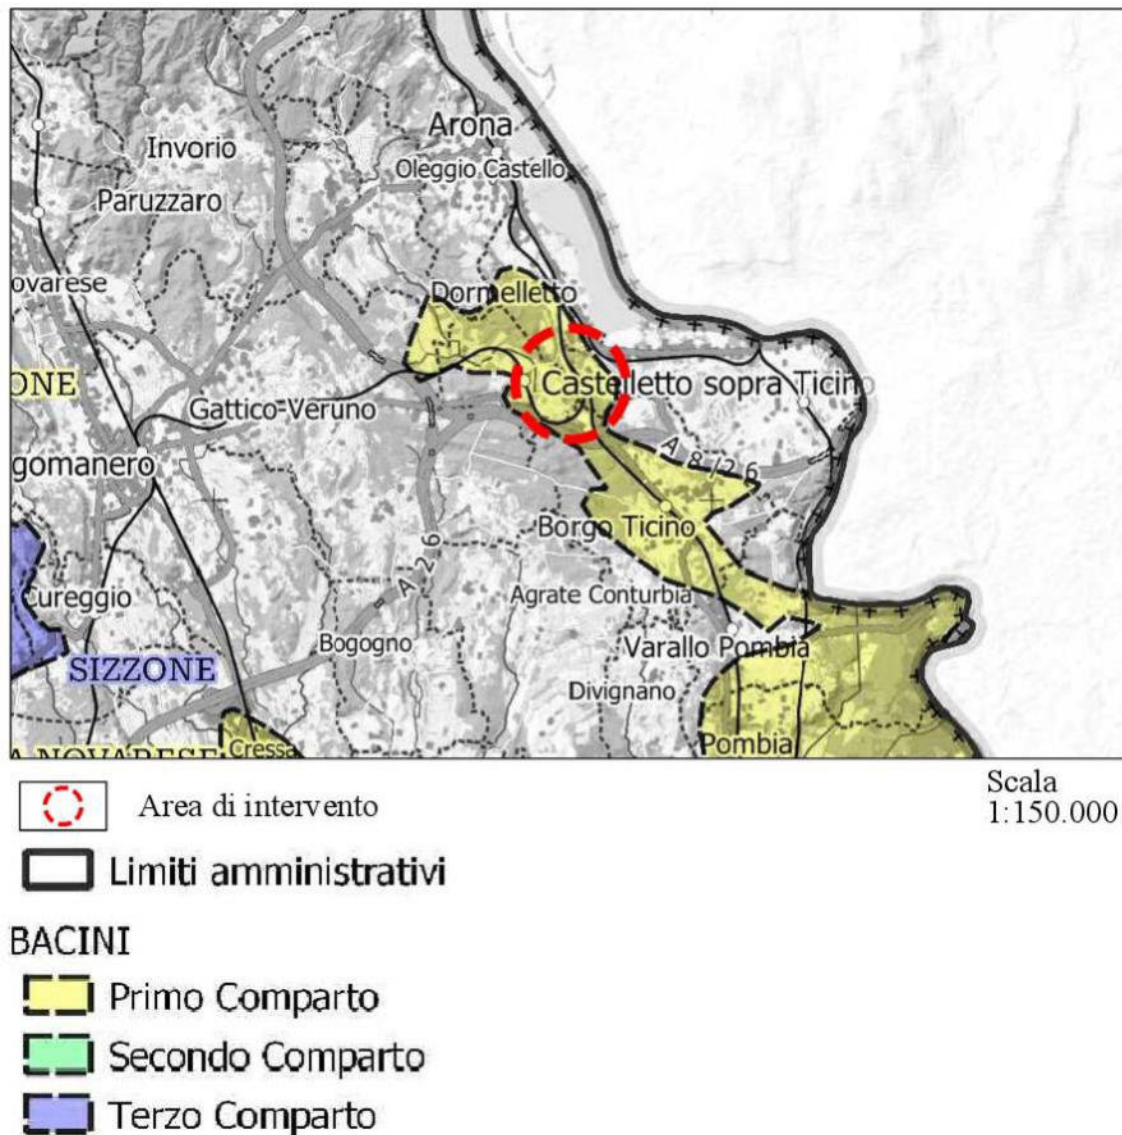 Arona
Invorio
Oleggio Castello
Paruzzaro
ovarese
Dormelletto
ONE
Castelletto sopra Ticino
Gattico-Veruno
gomanero
A 8/26
Borgo Ticino
A 26
Cureggio
Agrate Conturbia
Bogogno
Varallo Pombia
SIZZONE
Divignano
A NOVARESE
Cressa
Pombia
Area di intervento
Scala
1:150.000
Limiti amministrativi
BACINI
Primo Comparto
Secondo Comparto
Terzo Comparto